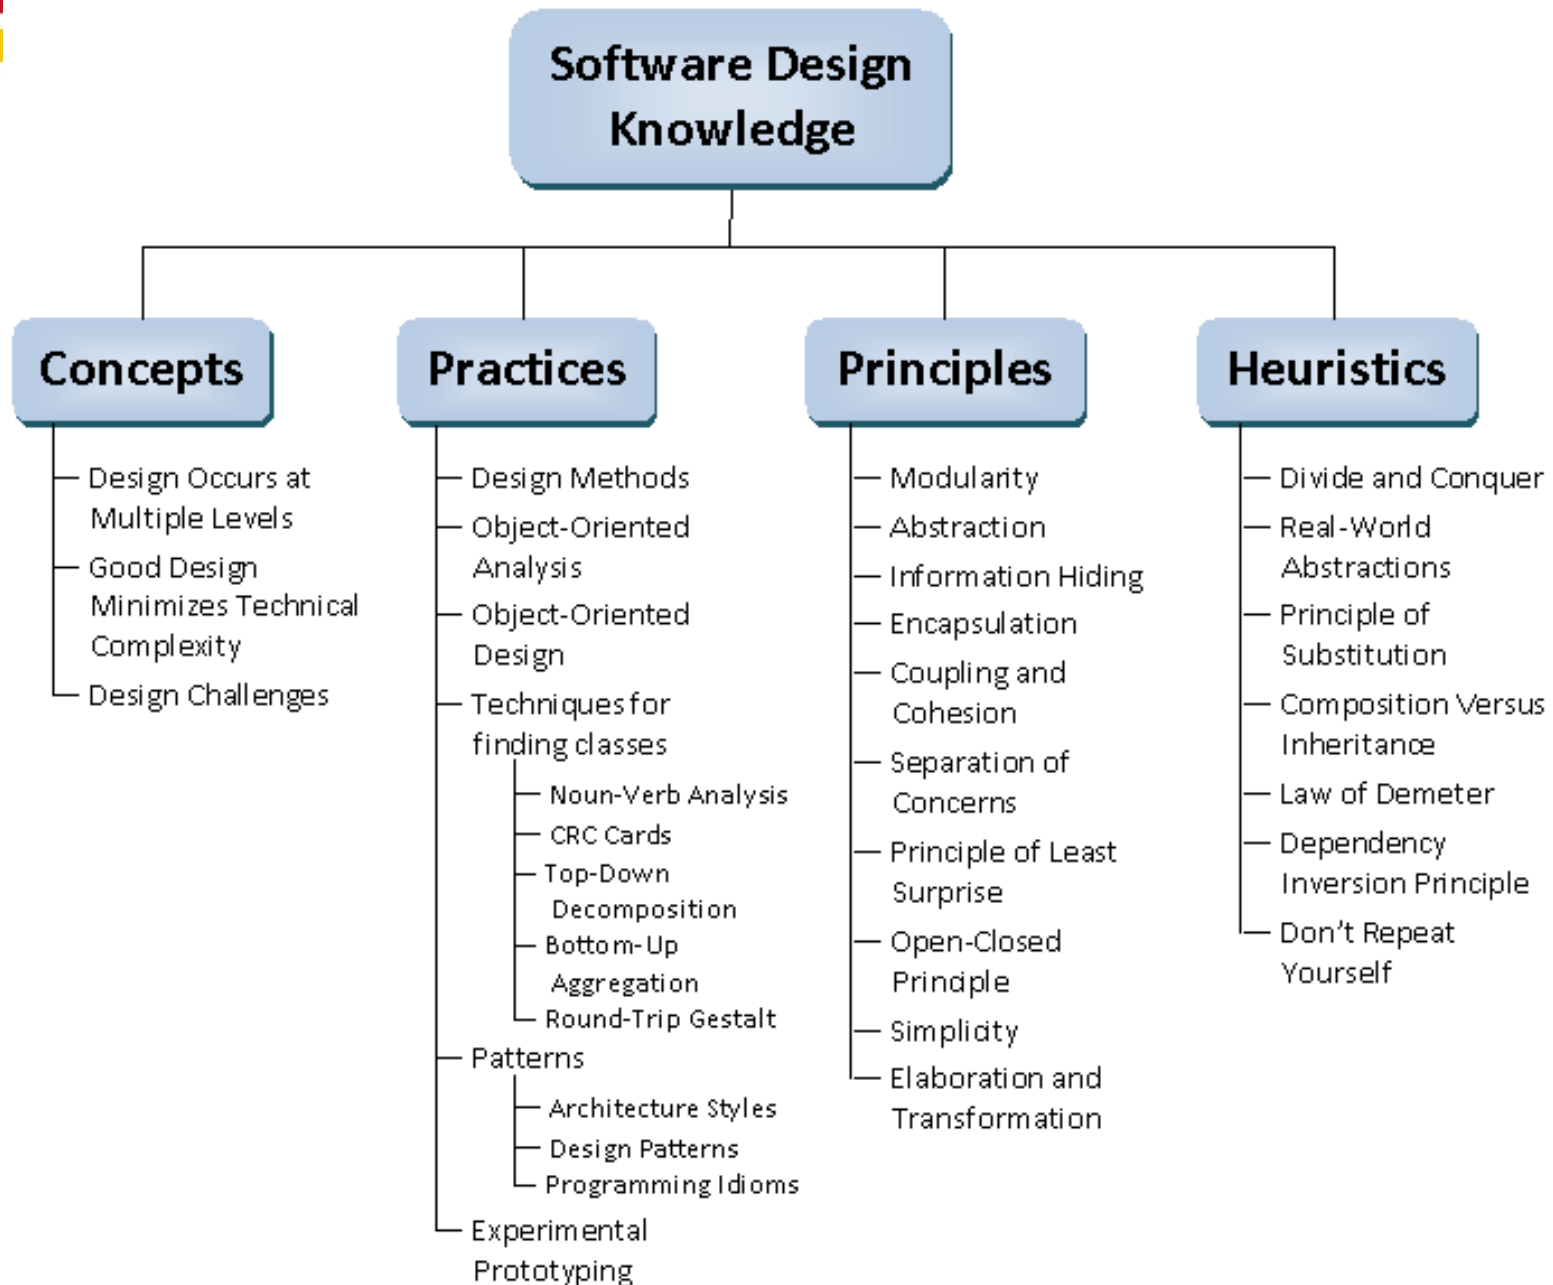 Software Design
Knowledge
Concepts
Design Occurs at
Multiple Levels
Good Design
Minimizes Technical
Complexity
Design Challenges
Practices
Design Methods
Object-Oriented
Analysis
Object-Oriented
Design
Techniques for
finding classes
Noun-Verb Analysis
CRC Cards
Top-Down
Decomposition
Bottom-Up
Aggregation
Round-Trip Gestalt
Patterns
Architecture Styles
Design Patterns
Programming Idioms
Experimental
Prototyping
Principles
Modularity
Abstraction
Information Hiding
Encapsulation
Coupling and
Cohesion
Separation of
Concerns
Principle of Least
Surprise
Open-Closed
Principle
Simplicity
Elaboration and
Transformation
Heuristics
Divide and Conquer
Real-World
Abstractions
Principle of
Substitution
Composition Versus
Inheritance
Law of Demeter
Dependency
Inversion Principle
Don't Repeat
Yourself